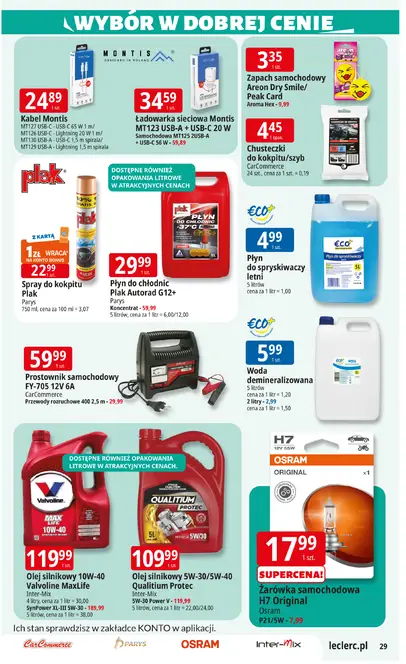 WYBÓR W DOBREJ CENIE
MONTIS
24 89
1 szt.
Kabel Montis
MT127 USB-C - USB-C 65 W 1 m/
MT126 USB-C - Lightning 20 W 1 m/
MT130 USB-A - USB-C 1,5 m spirala/
MT129 USB-A - Lightning 1,5 m spirala
34 59
1 szt.
Ładowarka sieciowa Montis
MT123 USB-A + USB-C 20 W
Samochodowa MT125 2USB-A
+ USB-C 56 W - 59,89
3 35
1 szt.
Zapach samochodowy
Areon Dry Smile/
Peak Card
Aroma Hex - 9,99
4 45
1 opak.
Chusteczki
do kokpitu/szyb
CarCommerce
24 szt., cena za 1 szt. = 0,19
plak
Z KARTĄ
1 ZŁ WRACA*
NA KONTO BONUSOWE
22 99
Spray do kokpitu
Plak
Parys
750 ml, cena za 100 ml = 3,07
DOSTĘPNE RÓWNIEŻ
OPAKOWANIA LITROWE
W ATRAKCYJNYCH CENACH
PŁYN
DO CHŁODNIC
-37°C
29 99
1 szt.
Płyn do chłodnic
Plak Autorad G12+
Parys
Koncentrat - 59,99
5 litrów, cena za 1 litr = 6,00/12,00
eco+
4 99
1 szt.
Płyn
do spryskiwaczy
letni
5 litrów
cena za 1 litr = 1,00
eco+
5 99
1 szt.
Woda
demineralizowana
5 litrów
cena za 1 litr = 1,20
2 litry - 2,99
cena za 1 litr = 1,50
59 99
1 szt.
Prostownik samochodowy
FY-705 12V 6A
CarCommerce
Przewody rozruchowe 400 2,5 m - 29,99
DOSTĘPNE RÓWNIEŻ OPAKOWANIA
LITROWE W ATRAKCYJNYCH CENACH.
Valvoline
MAX
LIFE
10W-40
QUALITIUM
PROTEC
5W/30
5L
119 99
1 szt.
Olej silnikowy 10W-40
Valvoline MaxLife
Inter-Mix
4 litry, cena za 1 litr = 30,00
SynPower XL-III 5W-30 - 189,99
5 litrów, cena za 1 litr = 38,00
109 99
1 szt.
Olej silnikowy 5W-30/5W-40
Qualitium Protec
Inter-Mix
5W-30 Power V - 119,99
5 litrów, cena za 1 litr = 22,00/24,00
H7
12V 55W
OSRAM
ORIGINAL
x1
17 99
1 szt.
SUPERCENA!
Żarówka samochodowa
H7 Original
Osram
P21/5W - 7,99
Ich stan sprawdzisz w zakładce KONTO w aplikacji.
CarCommerce
PARYS
OSRAM
Inter-Mix
leclerc.pl
29